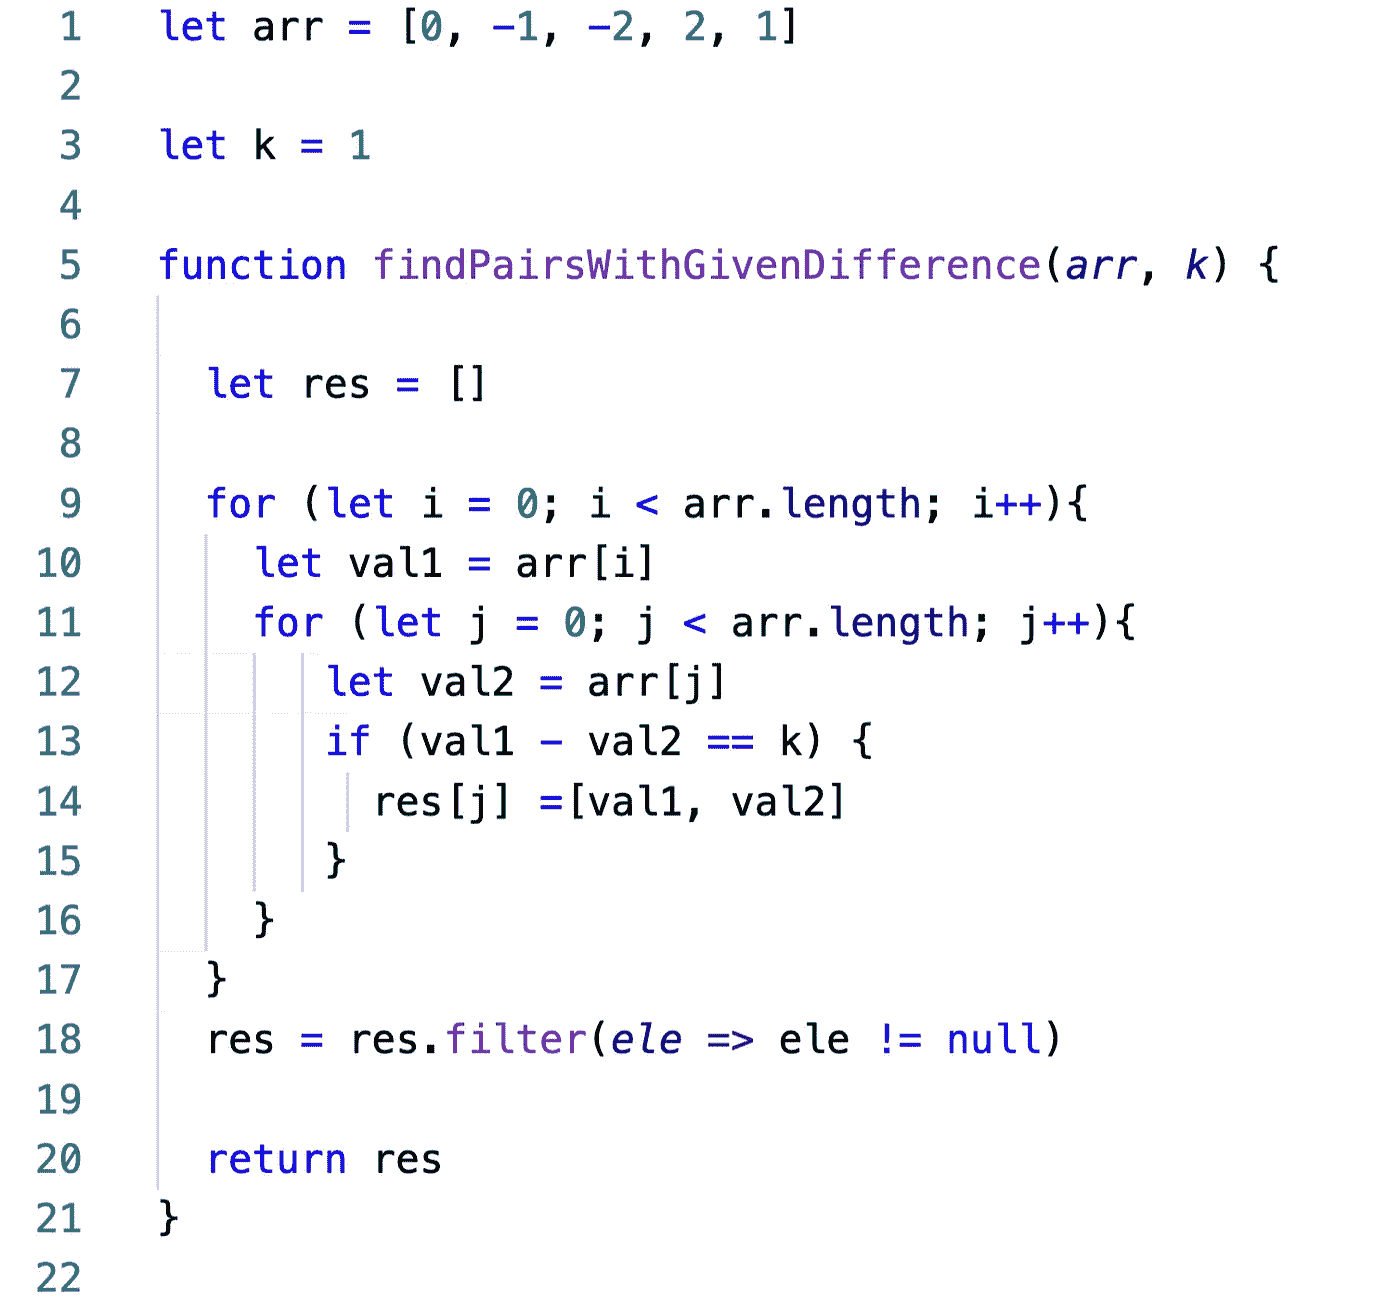 1 let arr = [0, -1, -2, 2, 1]
2
3 let k = 1
4
5 function findPairsWithGivenDifference(arr, k) {
6
7 let res = []
8
9 for (let i = 0; i < arr.length; i++){
10 let val1 = arr[i]
11 for (let j = 0; j < arr.length; j++){
12 let val2 = arr[j]
13 if (val1 - val2 == k) {
14 res[j] =[val1, val2]
15 }
16 }
17 }
18 res = res.filter(ele => ele != null)
19
20 return res
21 }
22